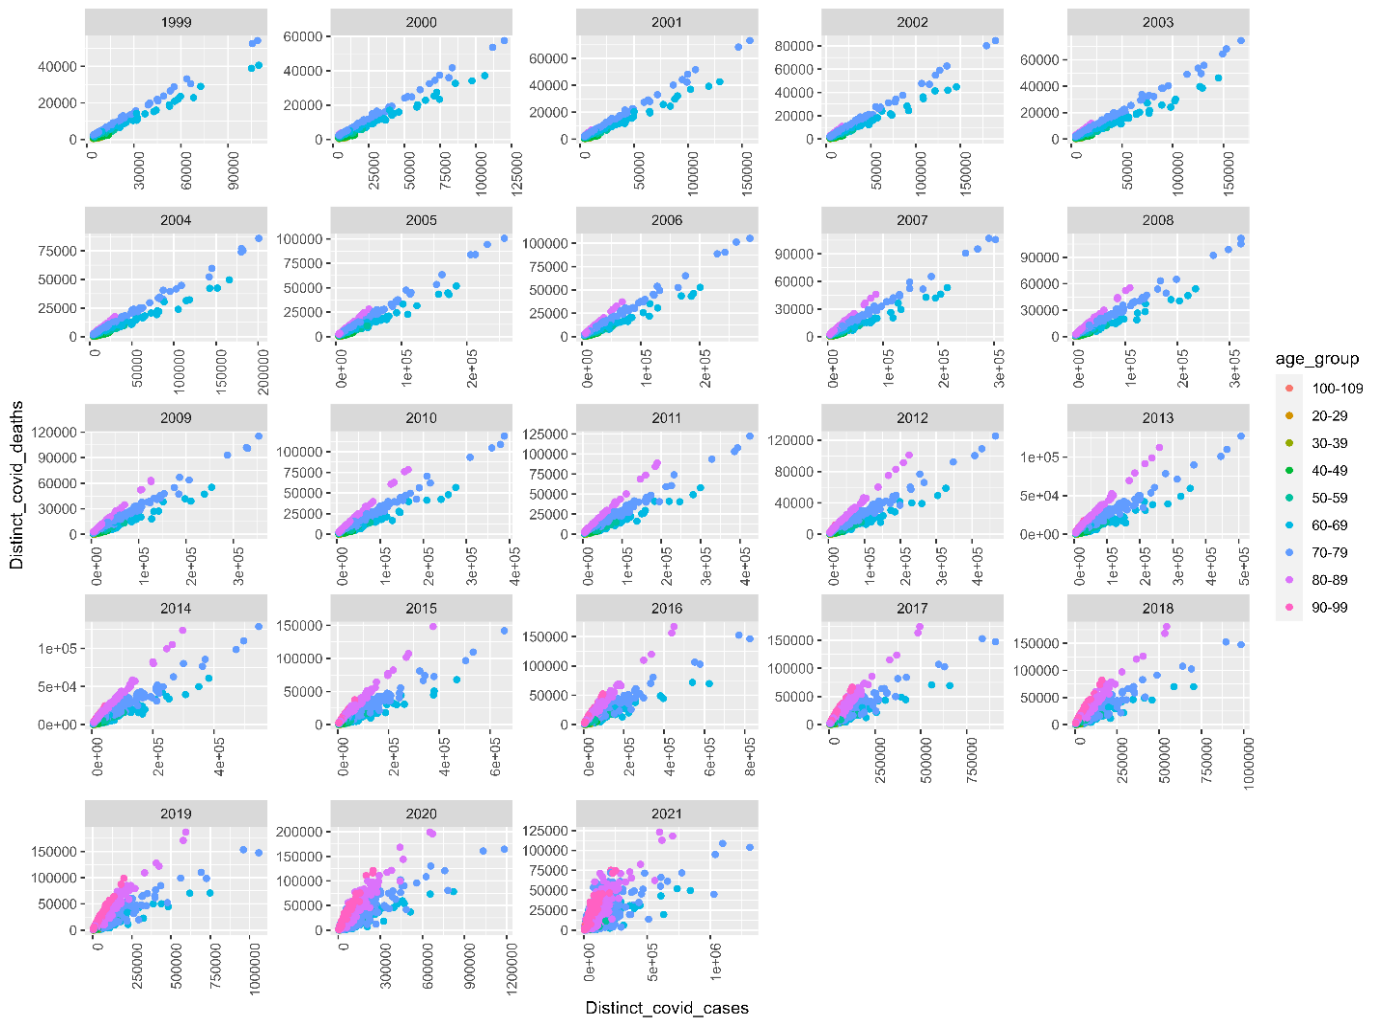 1999 2000 2001 2002 2003
40000 20000 0
60000 40000 20000 0
60000 40000 20000 0
80000 60000 40000 20000 0
60000 40000 20000 0
0 30000 60000 90000
0 25000 50000 75000 100000 125000
0 50000 100000 150000
0 50000 100000 150000
0 50000 100000 150000
2004 2005 2006 2007 2008
75000 50000 25000 0
100000 75000 50000 25000 0
100000 75000 50000 25000 0
90000 60000 30000 0
90000 60000 30000 0
0 50000 100000 150000 200000
0e+00 1e+05 2e+05
0e+00 1e+05 2e+05
0e+00 1e+05 2e+05 3e+05
0e+00 1e+05 2e+05 3e+05
2009 2010 2011 2012 2013
120000 90000 60000 30000 0
100000 75000 50000 25000 0
125000 100000 75000 50000 25000 0
120000 80000 40000 0
1e+05 5e+04 0e+00
0e+00 1e+05 2e+05 3e+05
0e+00 1e+05 2e+05 3e+05 4e+05
0e+00 1e+05 2e+05 3e+05 4e+05
0e+00 1e+05 2e+05 3e+05 4e+05
0e+00 1e+05 2e+05 3e+05 4e+05 5e+05
2014 2015 2016 2017 2018
1e+05 5e+04 0e+00
150000 100000 50000 0
150000 100000 50000 0
150000 100000 50000 0
150000 100000 50000 0
0e+00 2e+05 4e+05
0e+00 2e+05 4e+05 6e+05
0e+00 2e+05 4e+05 6e+05 8e+05
0 250000 500000 750000
0 250000 500000 750000 1000000
2019 2020 2021
150000 100000 50000 0
200000 150000 100000 50000 0
125000 100000 75000 50000 25000 0
0 250000 500000 750000 1000000
0 300000 600000 900000 1200000
0e+00 5e+05 1e+06
Distinct_covid_deaths
Distinct_covid_cases
age_group
100-109
20-29
30-39
40-49
50-59
60-69
70-79
80-89
90-99